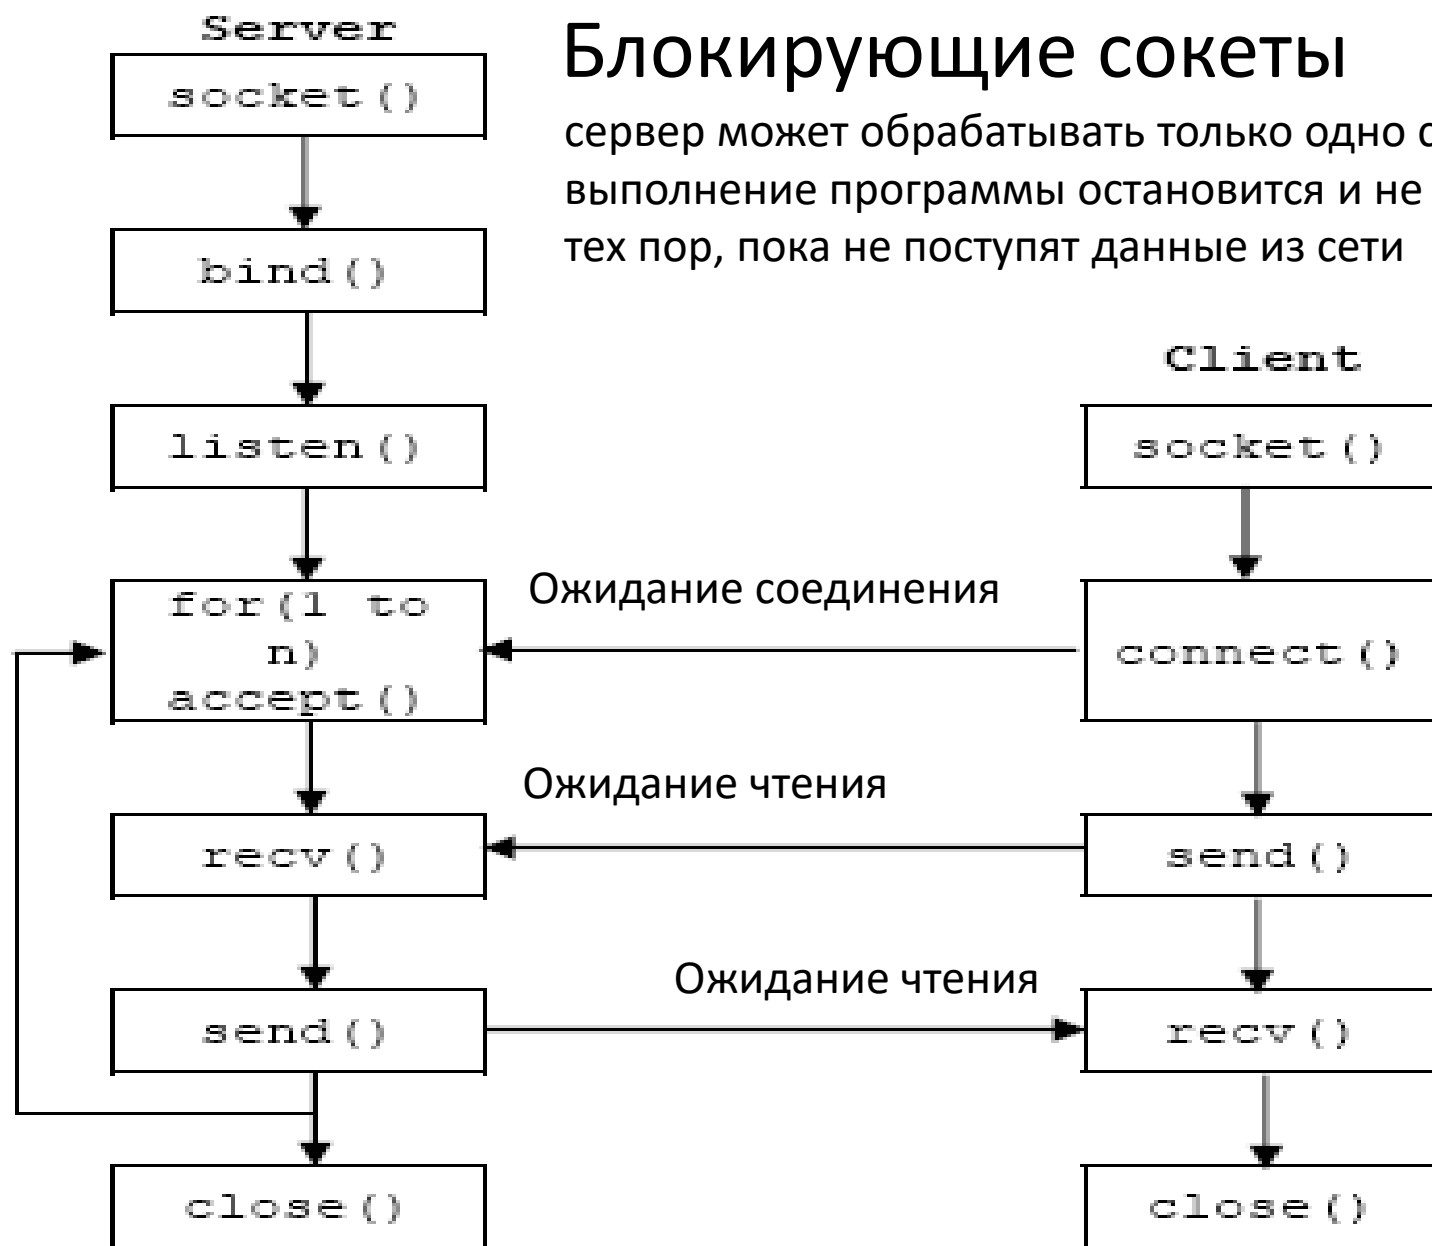 Server
Блокирующие сокеты
socket()
сервер может обрабатывать только одно
выполнение программы остановится и не
тех пор, пока не поступят данные из сети
bind()
Client
listen()
socket()
for(1 to
n)
accept()
Ожидание соединения
connect()
Ожидание чтения
recv()
send()
Ожидание чтения
send()
recv()
close()
close()